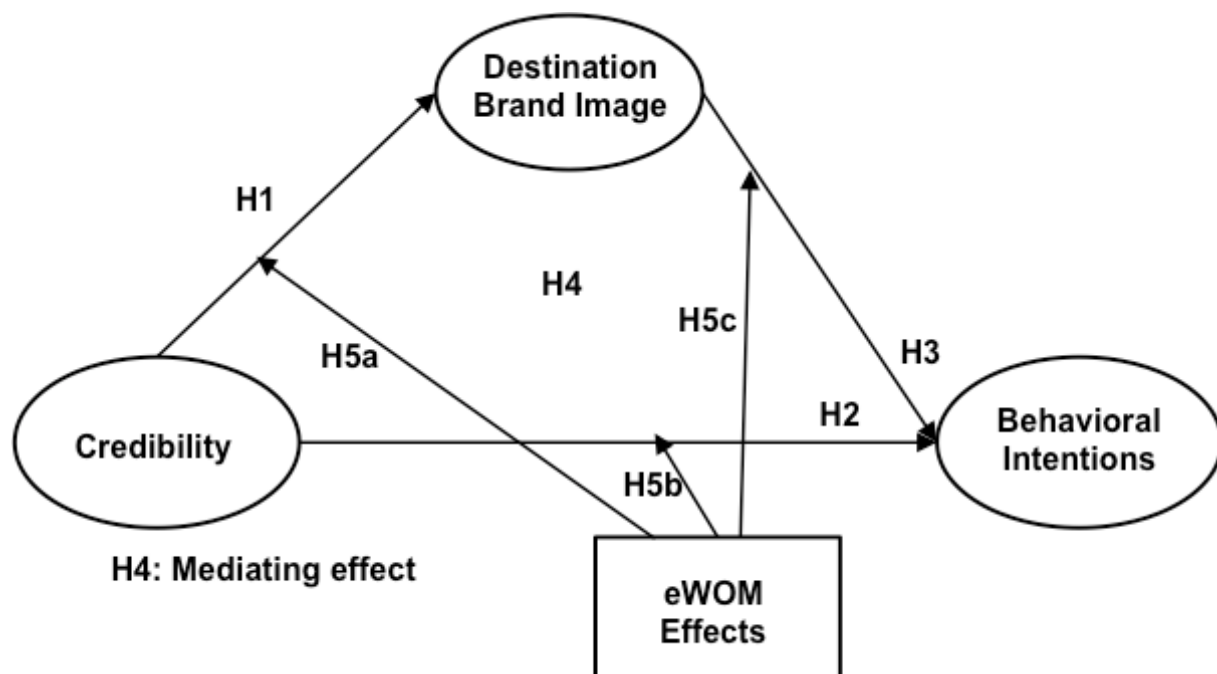 Destination
Brand Image
H1
H4
H5c
H5a
H3
H2
Credibility
Behavioral
Intentions
H5b
H4: Mediating effect
eWOM
Effects